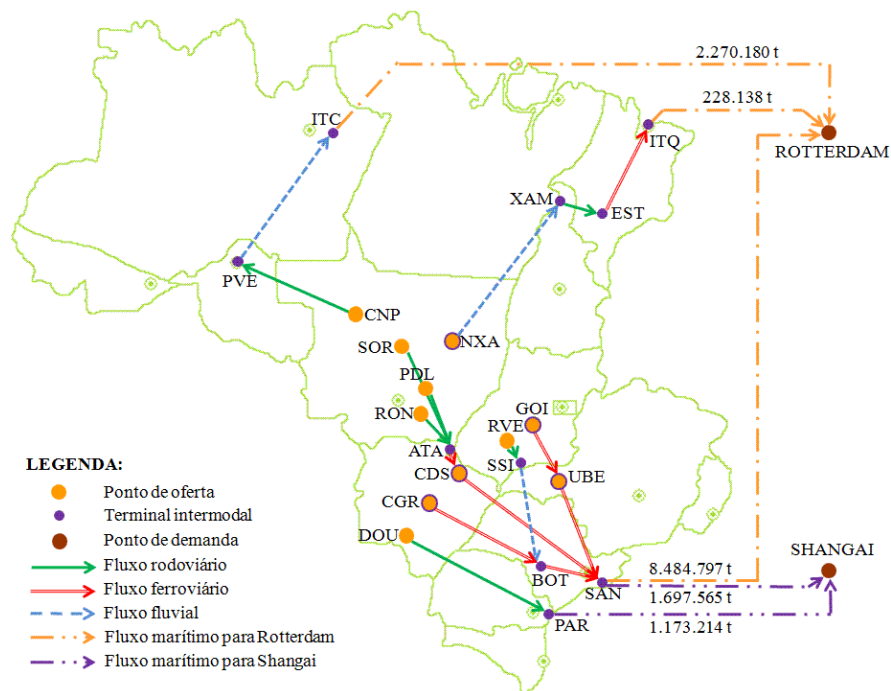 2.270.180 t
228.138 t
ITC
ITQ
ROTTERDAM
XAM
EST
PVE
CNP
SOR
NXA
PDL
RON
GOI
RVE
ATA
SSI
CDS
UBE
CGR
DOU
BOT
SAN
PAR
8.484.797 t
SHANGAI
1.697.565 t
1.173.214 t
LEGENDA:
Ponto de oferta
Terminal intermodal
Ponto de demanda
Fluxo rodoviário
Fluxo ferroviário
Fluxo fluvial
Fluxo marítimo para Rotterdam
Fluxo marítimo para Shangai